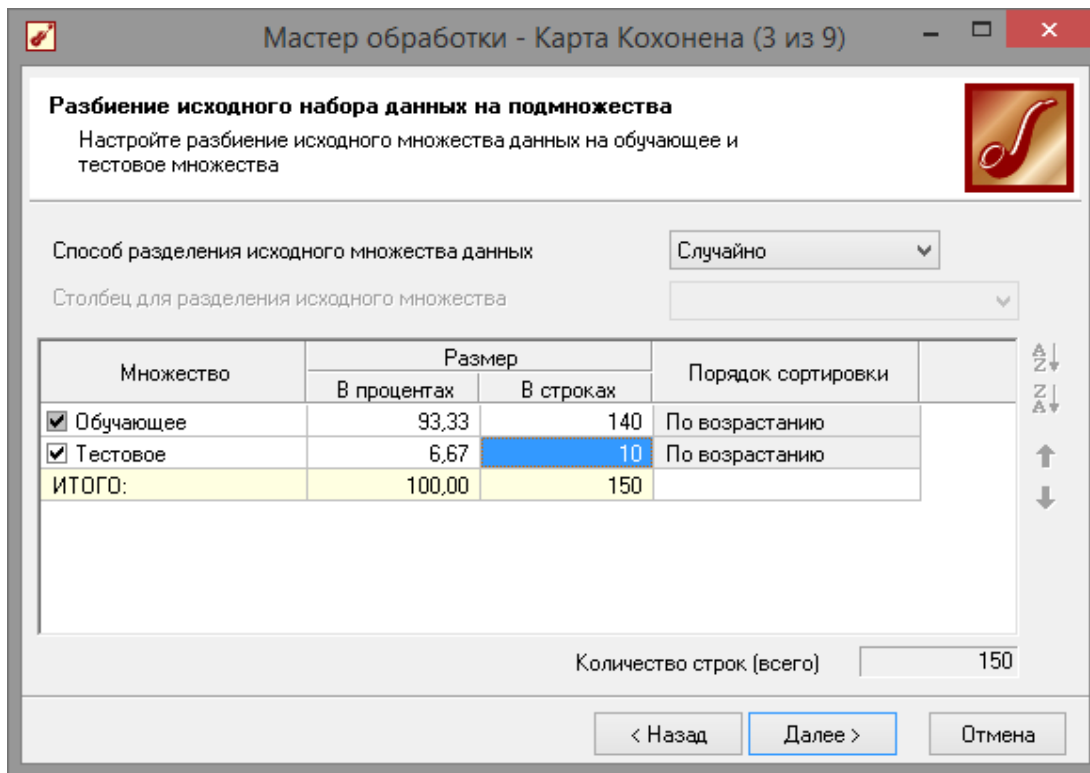 Мастер обработки - Карта Кохонена (3 из 9)
Разбиение исходного набора данных на подмножества
Настройте разбиение исходного множества данных на обучающее и
тестовое множества
Способ разделения исходного множества данных Случайно
Столбец для разделения исходного множества
Множество Размер Порядок сортировки
В процентах В строках
Обучающее 93,33 140 По возрастанию
Тестовое 6,67 10 По возрастанию
ИТОГО: 100,00 150
Количество строк (всего) 150
< Назад Далее > Отмена
A
Z
Z
A